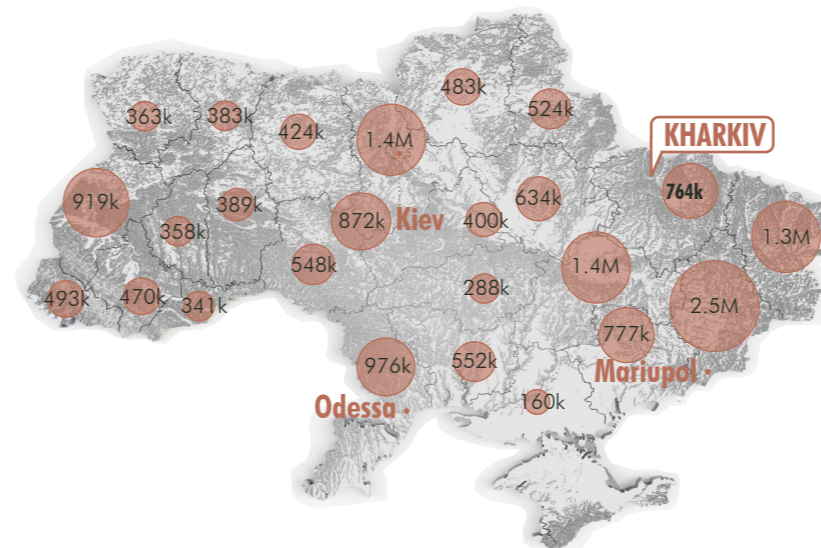 483k
524k
363k
383k
424k
1.4M
KHARKIV
764k
919k
389k
634k
358k
872k
Kiev
400k
1.3M
548k
1.4M
288k
493k
470k
341k
2.5M
777k
976k
552k
Mariupol
160k
Odessa